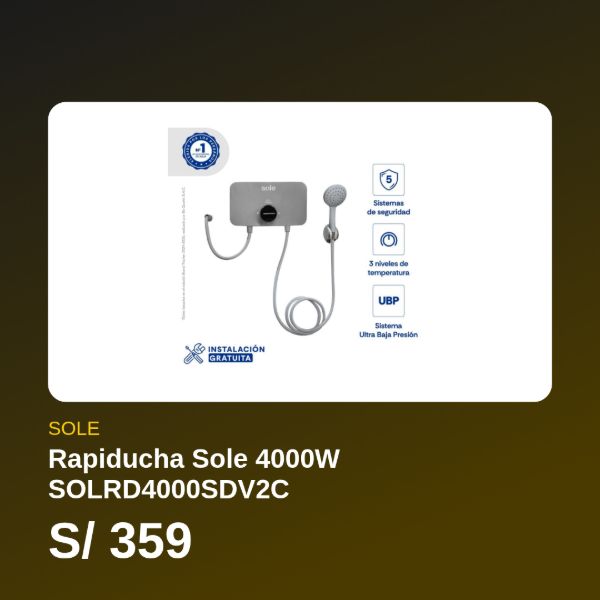 Nº1
sole
5
Sistemas
de seguridad
3 niveles de
temperatura
UBP
Sistema
Ultra Baja Presión
INSTALACIÓN
GRATUITA
SOLE
Rapiducha Sole 4000W
SOLRD4000SDV2C
S/ 359